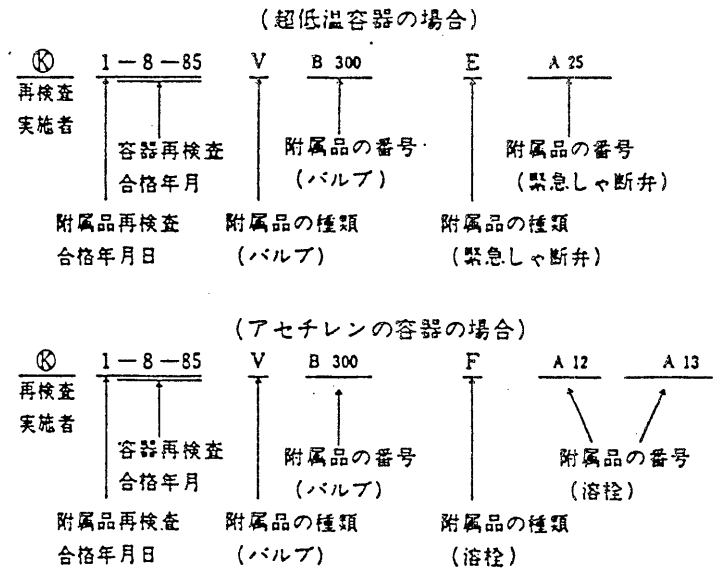 (超低温容器の場合)
Ⓚ 1－8－85 V B 300 E A 25
再検査
実施者
容器再検査
合格年月
附属品の番号
(バルブ)
附属品の番号
(緊急しゃ断弁)
附属品再検査
合格年月日
附属品の種類
(バルブ)
附属品の種類
(緊急しゃ断弁)
(アセチレンの容器の場合)
Ⓚ 1－8－85 V B 300 F A 12 A 13
再検査
実施者
容器再検査
合格年月
附属品の番号
(バルブ)
附属品の番号
(溶栓)
附属品再検査
合格年月日
附属品の種類
(バルブ)
附属品の種類
(溶栓)